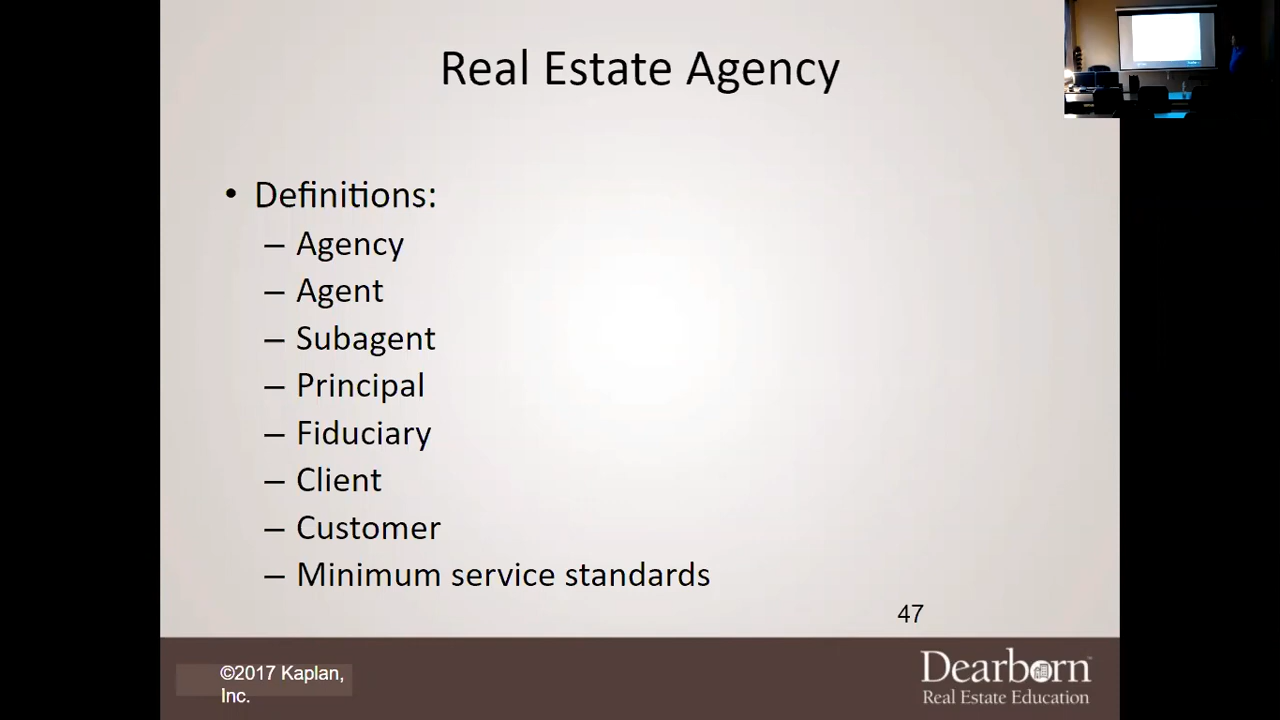 Real Estate Agency
• Definitions:
– Agency
– Agent
– Subagent
– Principal
– Fiduciary
– Client
– Customer
– Minimum service standards
47
©2017 Kaplan,
Inc.
Dearborn™
Real Estate Education